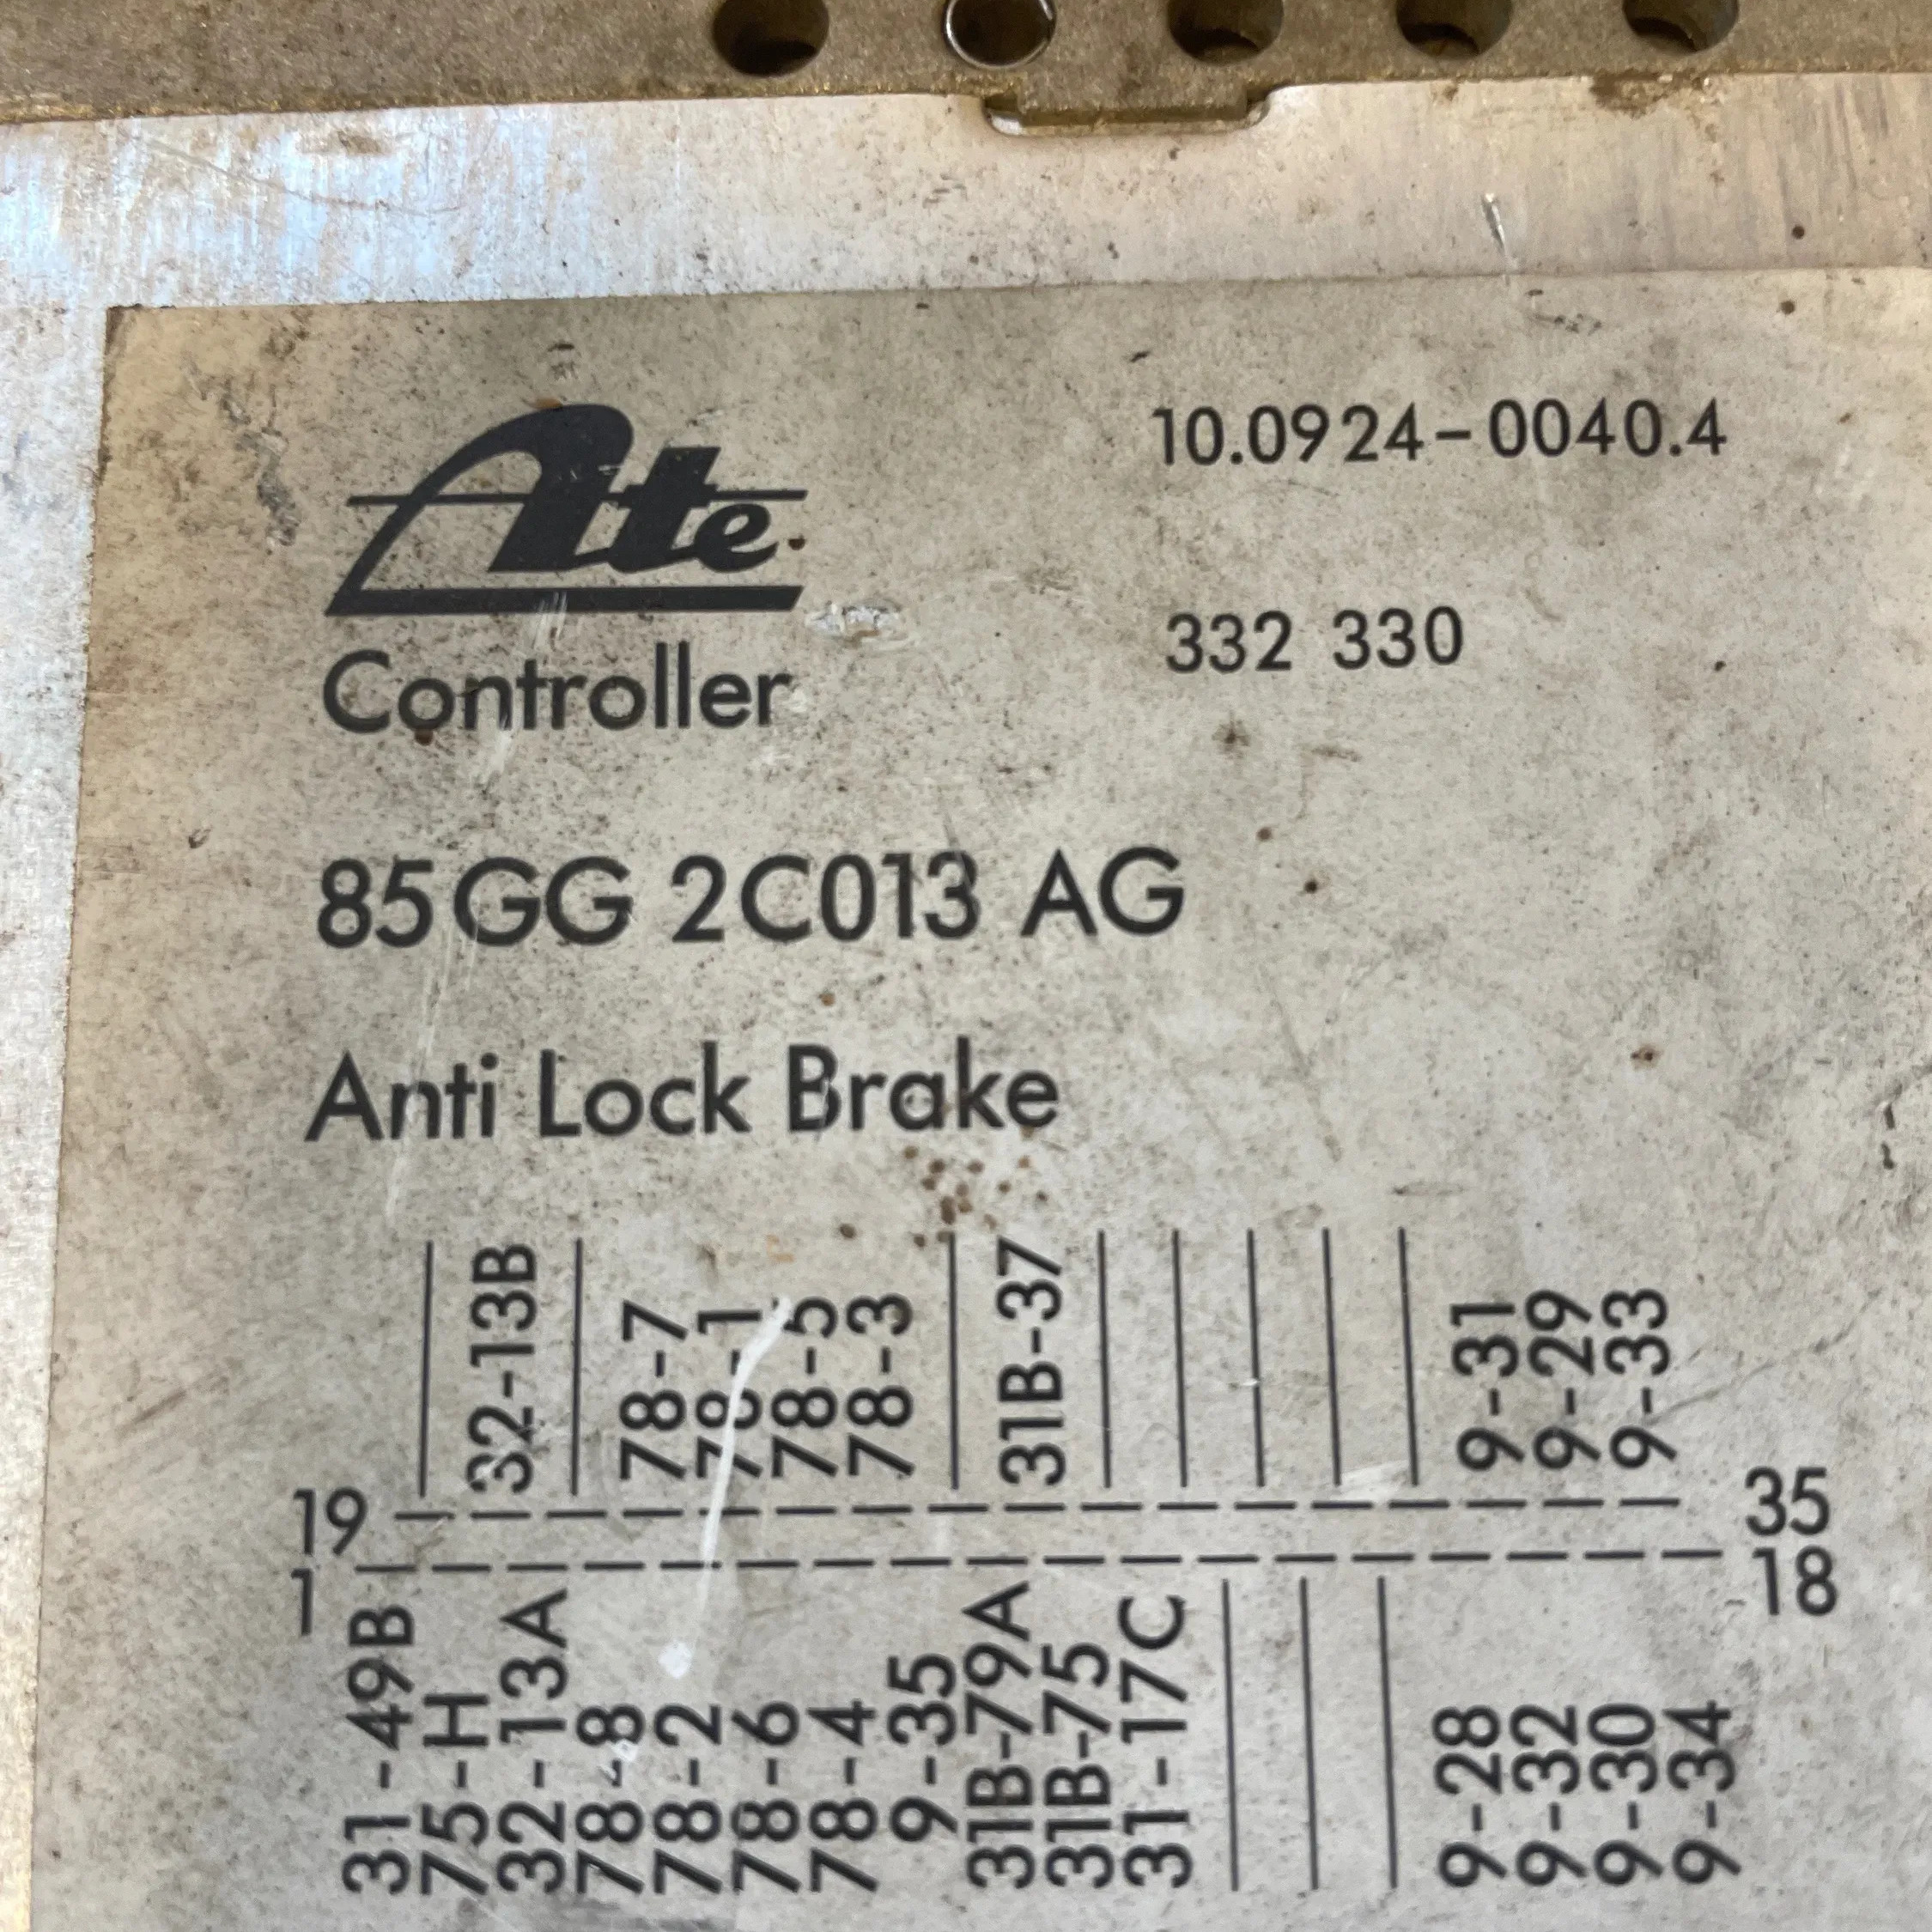 Ate
10.0924-0040.4
Controller
332 330
85GG 2C013 AG
Anti Lock Brake
32-13B
78-7
78-1
78-5
78-3
31B-37
9-31
9-29
9-33
19
35
1
18
31-49B
75-H
32-13A
78-8
78-2
78-6
78-4
9-35
31B-79A
31B-75
31-17C
9-28
9-32
9-30
9-34